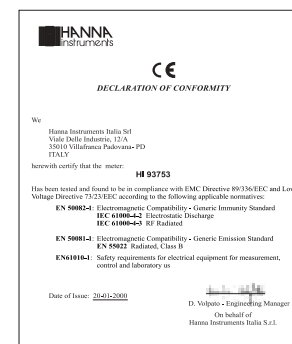 HANNA
instruments
CE
DECLARATION OF CONFORMITY
We
Hanna Instruments Italia Srl
Viale Delle Industrie, 12/A
35010 Villafranca Padovana - PD
ITALY
herewith certify that the meter:
HI 93753
Has been tested and found to be in compliance with EMC Directive 89/336/EEC and Low
Voltage Directive 73/23/EEC according to the following applicable normatives:
EN 50082-1: Electromagnetic Compatibility - Generic Immunity Standard
IEC 61000-4-2 Electrostatic Discharge
IEC 61000-4-3 RF Radiated
EN 50081-1: Electromagnetic Compatibility - Generic Emission Standard
EN 55022 Radiated, Class B
EN61010-1: Safety requirements for electrical equipment for measurement,
control and laboratory us
Date of Issue: 20-01-2000
D. Volpato - Engineering Manager
On behalf of
Hanna Instruments Italia S.r.l.